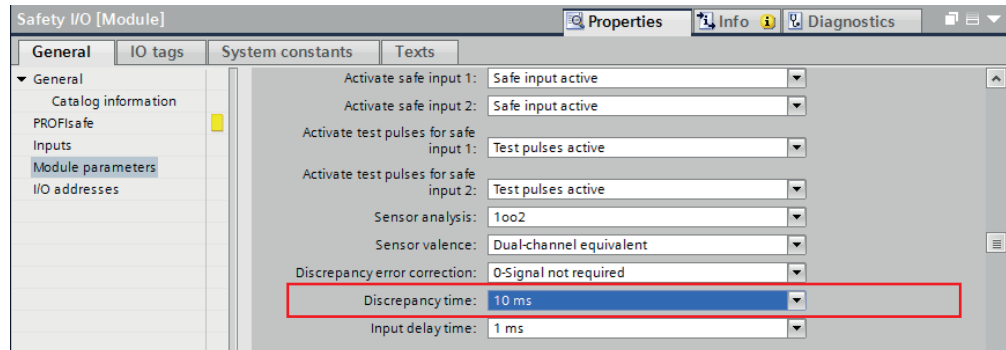 Safety I/O [Module]
Properties
Info
Diagnostics
General
IO tags
System constants
Texts
General
Catalog information
PROFIsafe
Inputs
Module parameters
I/O addresses
Activate safe input 1: Safe input active
Activate safe input 2: Safe input active
Activate test pulses for safe
input 1: Test pulses active
Activate test pulses for safe
input 2: Test pulses active
Sensor analysis: 1oo2
Sensor valence: Dual-channel equivalent
Discrepancy error correction: 0-Signal not required
Discrepancy time: 10 ms
Input delay time: 1 ms